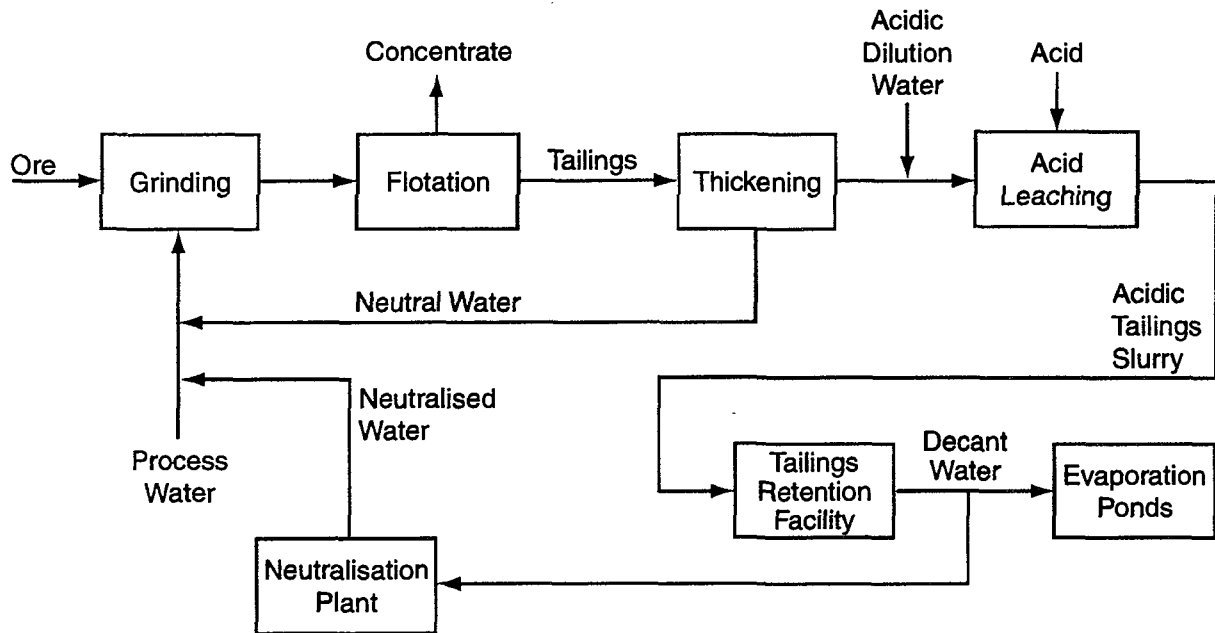 Concentrate
Acidic
Dilution
Water
Acid
Ore
Grinding
Flotation
Tailings
Thickening
Acid
Leaching
Neutral Water
Acidic
Tailings
Slurry
Neutralised
Water
Process
Water
Decant
Water
Tailings
Retention
Facility
Evaporation
Ponds
Neutralisation
Plant